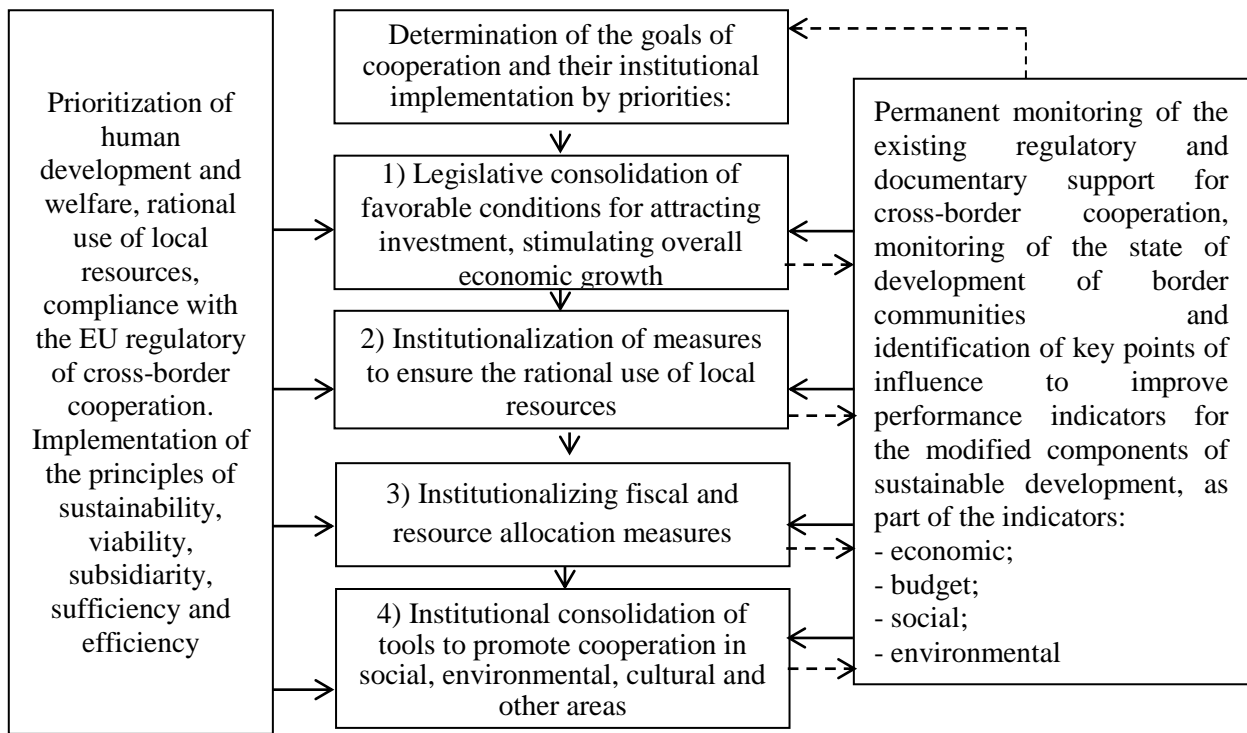 Prioritization of
human
development and
welfare, rational
use of local
resources,
compliance with
the EU regulatory
of cross-border
cooperation.
Implementation of
the principles of
sustainability,
viability,
subsidiarity,
sufficiency and
efficiency
Determination of the goals of
cooperation and their institutional
implementation by priorities:
1) Legislative consolidation of
favorable conditions for attracting
investment, stimulating overall
economic growth
2) Institutionalization of measures
to ensure the rational use of local
resources
3) Institutionalizing fiscal and
resource allocation measures
4) Institutional consolidation of
tools to promote cooperation in
social, environmental, cultural and
other areas
Permanent monitoring of the
existing regulatory and
documentary support for
cross-border cooperation,
monitoring of the state of
development of border
communities and
identification of key points of
influence to improve
performance indicators for
the modified components of
sustainable development, as
part of the indicators:
- economic;
- budget;
- social;
- environmental